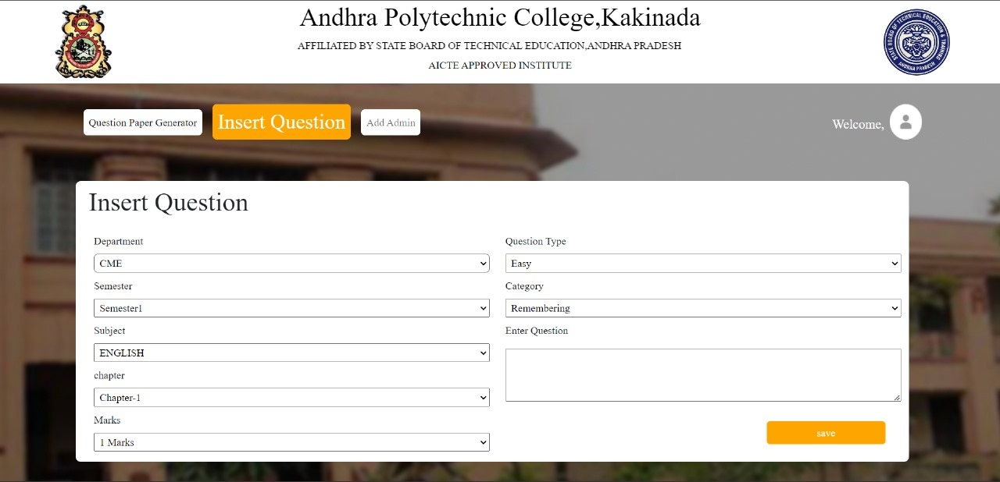 Andhra Polytechnic College,Kakinada
AFFILIATED BY STATE BOARD OF TECHNICAL EDUCATION,ANDHRA PRADESH
AICTE APPROVED INSTITUTE
STATE BOARD OF TECHNICAL EDUCATION & TRAINING
ANDHRA PRADESH
Question Paper Generator
Insert Question
Add Admin
Welcome,
Insert Question
Department
CME
Semester
Semester1
Subject
ENGLISH
chapter
Chapter-1
Marks
1 Marks
Question Type
Easy
Category
Remembering
Enter Question
save